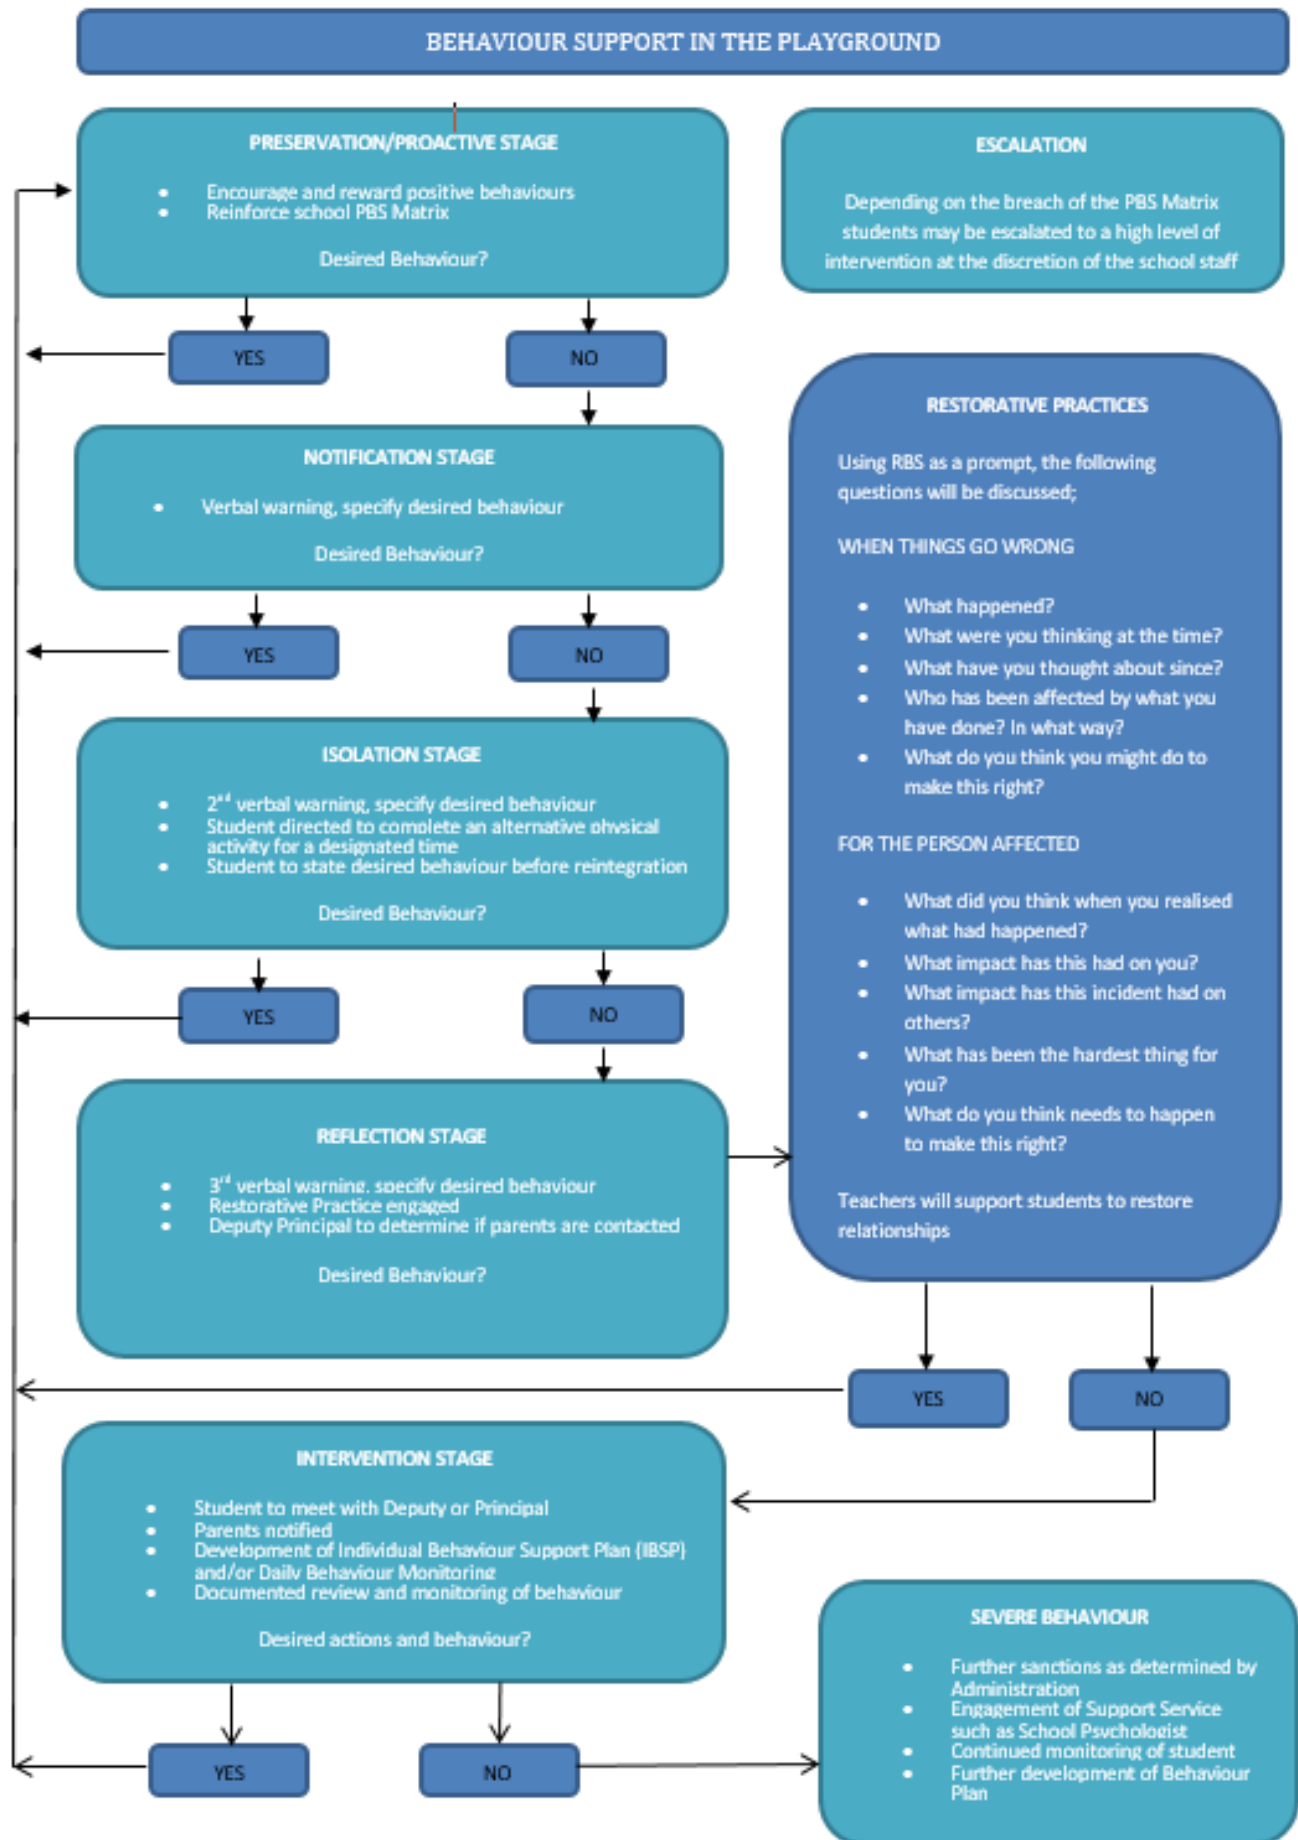 BEHAVIOUR SUPPORT IN THE PLAYGROUND
PRESERVATION/PROACTIVE STAGE
• Encourage and reward positive behaviours
• Reinforce school PBS Matrix
Desired Behaviour?
YES
NO
ESCALATION
Depending on the breach of the PBS Matrix
students may be escalated to a high level of
intervention at the discretion of the school staff
NOTIFICATION STAGE
• Verbal warning, specify desired behaviour
Desired Behaviour?
YES
NO
ISOLATION STAGE
• 2nd verbal warning, specify desired behaviour
• Student directed to complete an alternative physical
activity for a designated time
• Student to state desired behaviour before reintegration
Desired Behaviour?
YES
NO
REFLECTION STAGE
• 3rd verbal warning, specify desired behaviour
• Restorative Practice engaged
• Deputy Principal to determine if parents are contacted
Desired Behaviour?
RESTORATIVE PRACTICES
Using RBS as a prompt, the following
questions will be discussed;
WHEN THINGS GO WRONG
• What happened?
• What were you thinking at the time?
• What have you thought about since?
• Who has been affected by what you
have done? In what way?
• What do you think you might do to
make this right?
FOR THE PERSON AFFECTED
• What did you think when you realised
what had happened?
• What impact has this had on you?
• What impact has this incident had on
others?
• What has been the hardest thing for
you?
• What do you think needs to happen
to make this right?
Teachers will support students to restore
relationships
YES
NO
INTERVENTION STAGE
• Student to meet with Deputy or Principal
• Parents notified
• Development of Individual Behaviour Support Plan (IBSP)
and/or Daily Behaviour Monitoring
• Documented review and monitoring of behaviour
Desired actions and behaviour?
YES
NO
SEVERE BEHAVIOUR
• Further sanctions as determined by
Administration
• Engagement of Support Service
such as School Psychologist
• Continued monitoring of student
• Further development of Behaviour
Plan